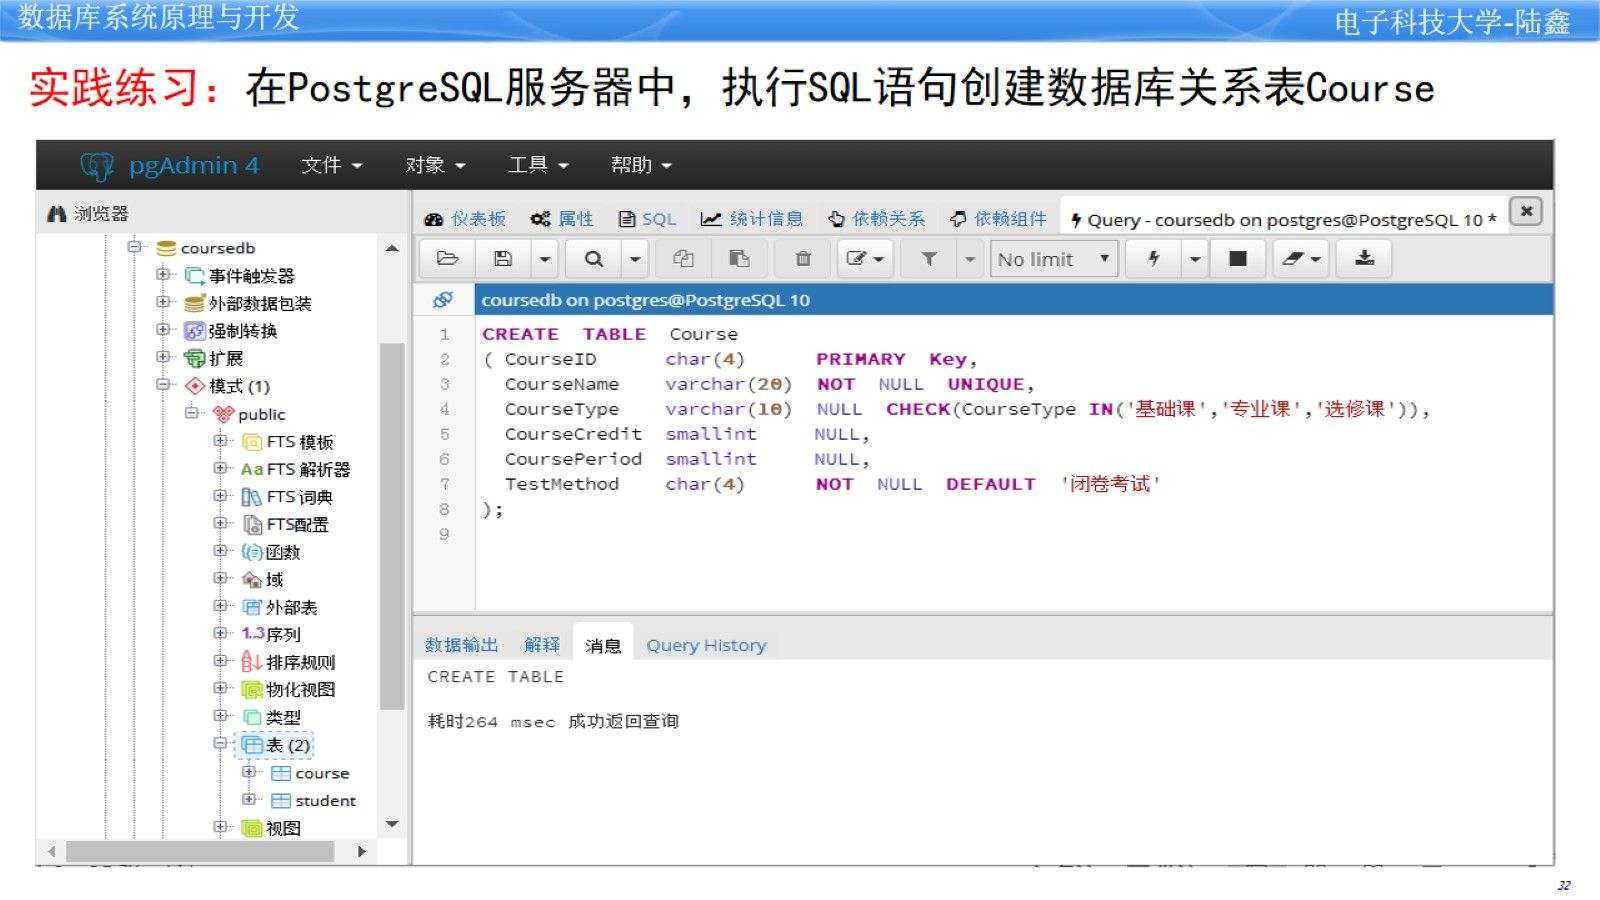 数据库系统原理与开发
电子科技大学-陆鑫
实践练习：在PostgreSQL服务器中，执行SQL语句创建数据库关系表Course
pgAdmin 4 文件 对象 工具 帮助
浏览器
仪表板 属性 SQL 统计信息 依赖关系 依赖组件 Query - coursedb on postgres@PostgreSQL 10 *
No limit
coursedb on postgres@PostgreSQL 10
coursedb
事件触发器
外部数据包装
强制转换
扩展
模式 (1)
public
FTS 模板
Aa FTS 解析器
FTS 词典
FTS配置
函数
域
外部表
1..3 序列
排序规则
物化视图
类型
表 (2)
course
student
视图
1 CREATE TABLE Course
2 ( CourseID char(4) PRIMARY Key,
3 CourseName varchar(20) NOT NULL UNIQUE,
4 CourseType varchar(10) NULL CHECK(CourseType IN('基础课','专业课','选修课')),
5 CourseCredit smallint NULL,
6 CoursePeriod smallint NULL,
7 TestMethod char(4) NOT NULL DEFAULT '闭卷考试'
8 );
9
数据输出 解释 消息 Query History
CREATE TABLE
耗时264 msec 成功返回查询
32